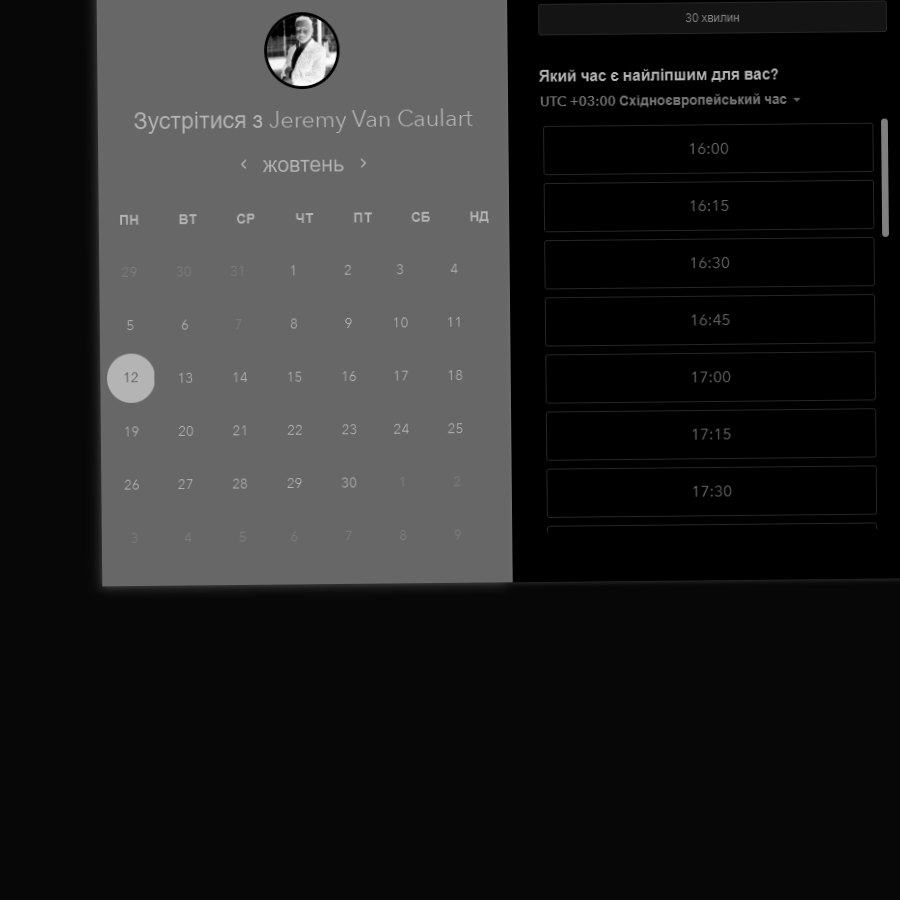 Зустрітися з Jeremy Van Caulart
жовтень
ПН ВТ СР ЧТ ПТ СБ НД
29 30 31 1 2 3 4
5 6 7 8 9 10 11
12 13 14 15 16 17 18
19 20 21 22 23 24 25
26 27 28 29 30 1 2
3 4 5 6 7 8 9
30 хвилин
Який час є найліпшим для вас?
UTC +03:00 Східноєвропейський час
16:00
16:15
16:30
16:45
17:00
17:15
17:30